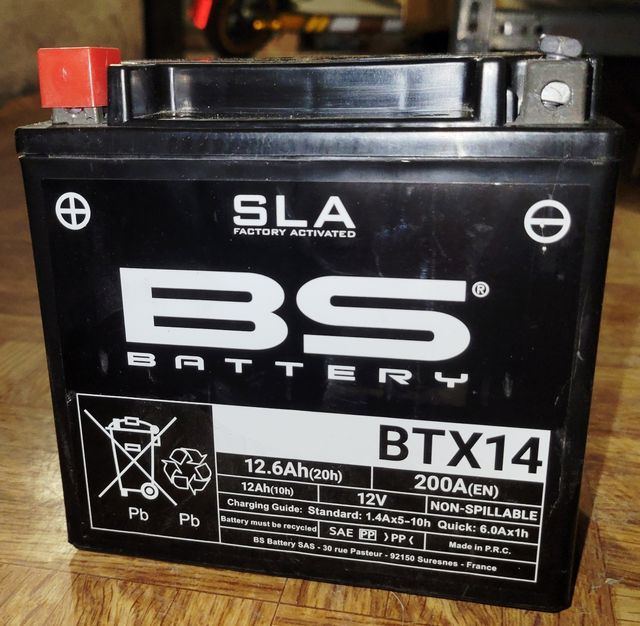 SLA
FACTORY ACTIVATED
BS®
BATTERY
BTX14
12.6Ah(20h) 200A(EN)
12Ah(10h) 12V NON-SPILLABLE
Charging Guide: Standard: 1.4Ax5-10h Quick: 6.0Ax1h
Battery must be recycled SAE PP >PP< Made in P.R.C.
BS Battery SAS - 30 rue Pasteur - 92150 Suresnes - France
Pb Pb